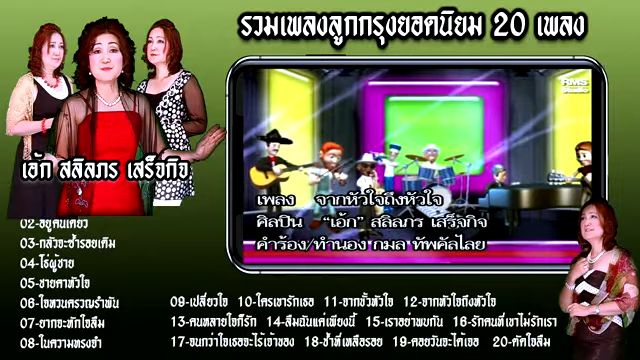 รวมเพลงลูกกรุงยอดนิยม 20 เพลง
RMS
Studio
เอ้ก สลิลภร เสร็จกิจ
เพลง จากหัวใจถึงหัวใจ
ศิลปิน "เอ้ก" สลิลภร เสร็จกิจ
คำร้อง/ทำนอง กมล ทัพคัลไลย
02-อยู่คนเดียว
03-กลัวจะซ้ำรอยเดิม
04-โธ่ผู้ชาย
05-ชายคาหัวใจ
06-ใจหวนครวญรำพัน
07-ยากจะหักใจลืม
08-ในความทรงจำ
09-เปลี่ยวใจ 10-ใครเขารักเธอ 11-จากขั้วหัวใจ 12-จากหัวใจถึงหัวใจ
13-คนหลายใจก็รัก 14-ลืมฉันแค่เพียงนี้ 15-เราอย่าพบกัน 16-รักคนที่เขาไม่รักเรา
17-จนกว่าใจเธอจะไร้เจ้าของ 18-ช้ำที่เหลือรอย 19-คอยวันจะได้เจอ 20-คัดใจลืม